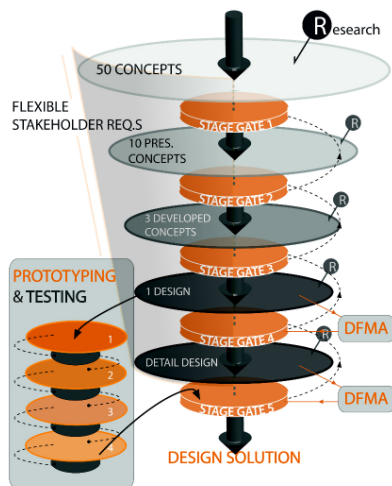 Research
50 CONCEPTS
FLEXIBLE
STAKEHOLDER REQ.S
STAGE GATE 1
10 PRES.
CONCEPTS
R
STAGE GATE 2
R
3 DEVELOPED
CONCEPTS
STAGE GATE 3
R
PROTOTYPING
& TESTING
1 DESIGN
DFMA
1
STAGE GATE 4
R
2
DETAIL DESIGN
DFMA
3
STAGE GATE 5
4
DESIGN SOLUTION